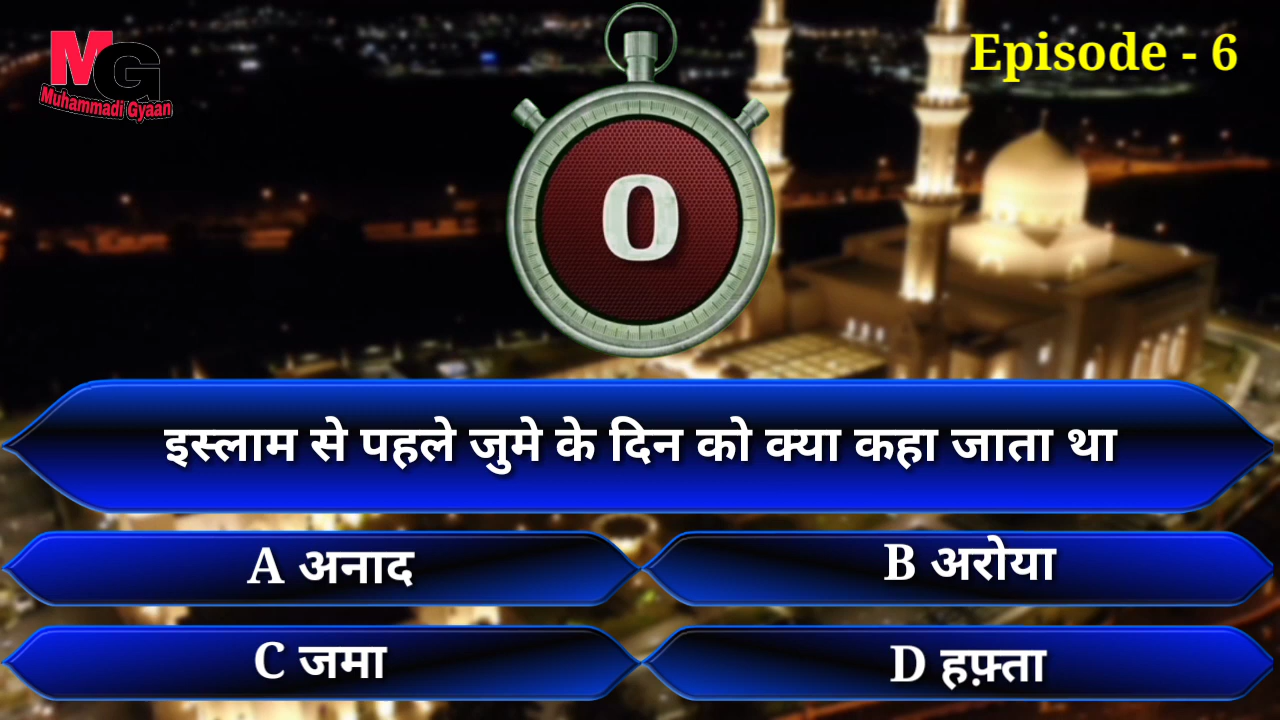 MG
Muhammadi Gyaan
Episode - 6
0
इस्लाम से पहले जुमे के दिन को क्या कहा जाता था
A अनाद
B अरोया
C जमा
D हफ़्ता